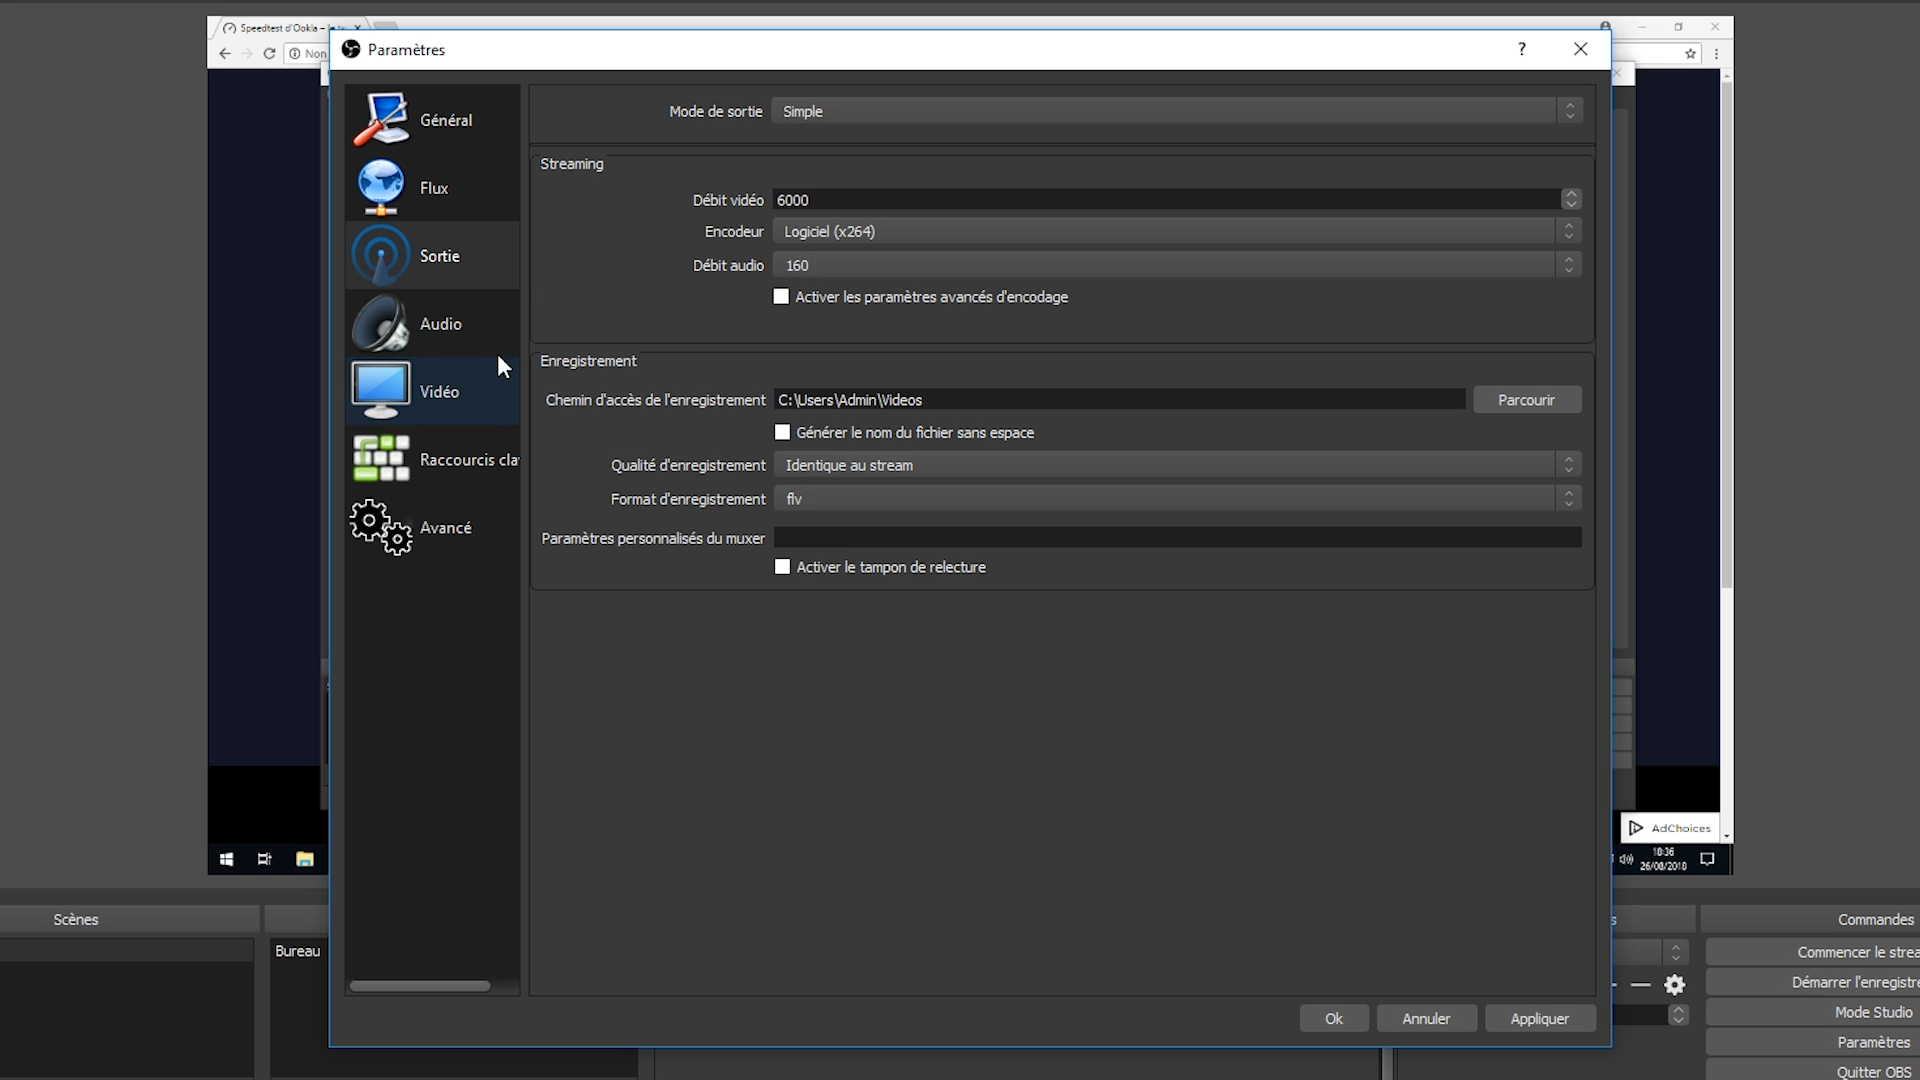 Speedtest d'Ookla –
Non
Paramètres
?
Général
Flux
Sortie
Audio
Vidéo
Raccourcis cla
Avancé
Mode de sortie Simple
Streaming
Débit vidéo 6000
Encodeur Logiciel (x264)
Débit audio 160
Activer les paramètres avancés d'encodage
Enregistrement
Chemin d'accès de l'enregistrement C:\Users\Admin\Videos Parcourir
Générer le nom du fichier sans espace
Qualité d'enregistrement Identique au stream
Format d'enregistrement flv
Paramètres personnalisés du muxer
Activer le tampon de relecture
Ok Annuler Appliquer
AdChoices
18:36
26/08/2018
Scènes
Bureau
s
Commandes
Commencer le strea
Démarrer l'enregistre
Mode Studio
Paramètres
Quitter OBS